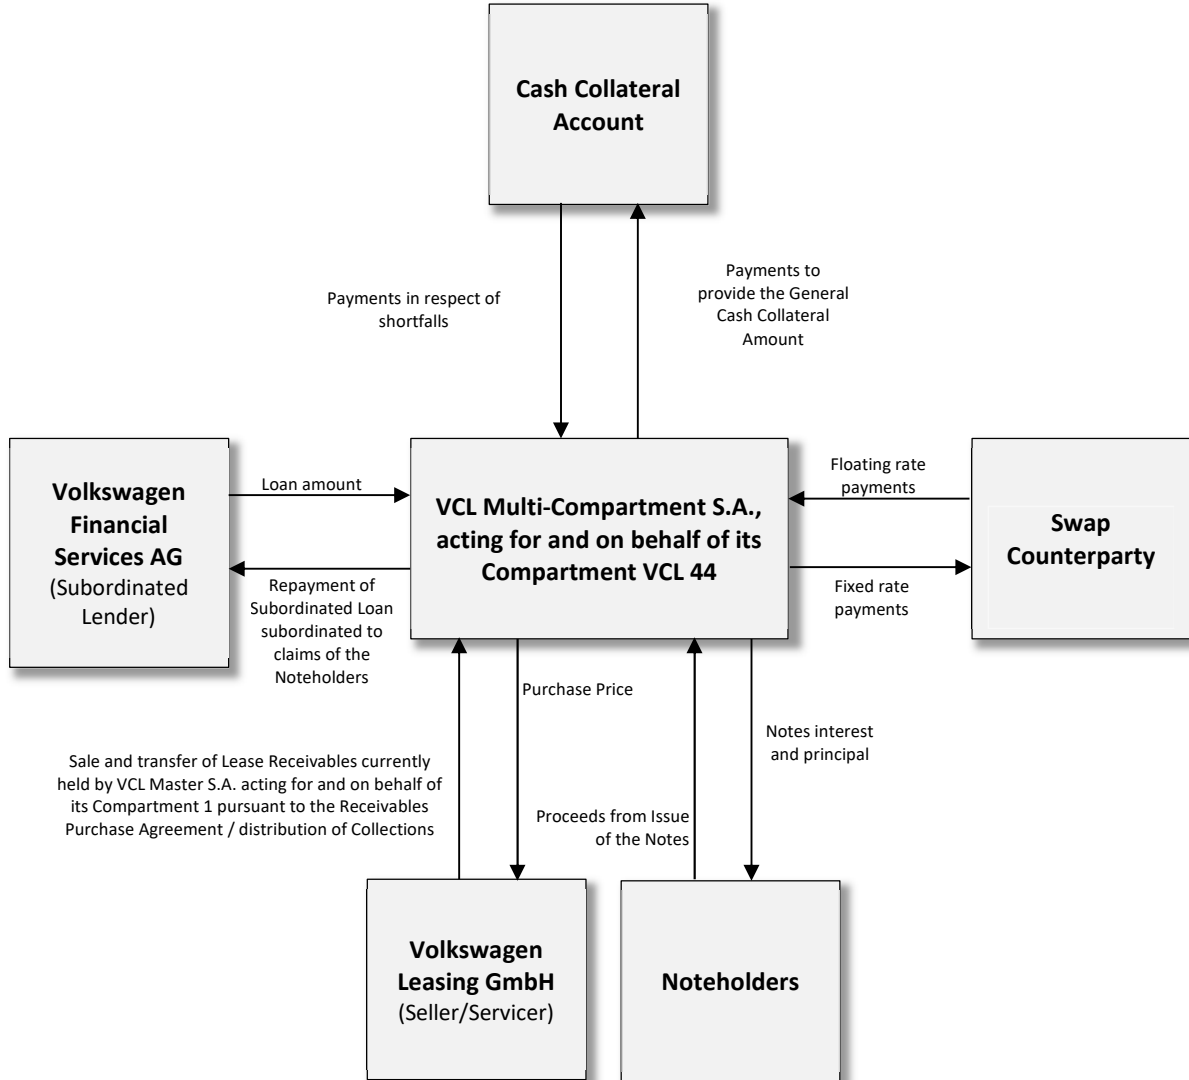 Cash Collateral
Account
Payments in respect of
shortfalls
Payments to
provide the General
Cash Collateral
Amount
Volkswagen
Financial
Services AG
(Subordinated
Lender)
Loan amount
Repayment of
Subordinated Loan
subordinated to
claims of the
Noteholders
VCL Multi-Compartment S.A.,
acting for and on behalf of its
Compartment VCL 44
Floating rate
payments
Fixed rate
payments
Swap
Counterparty
Sale and transfer of Lease Receivables currently
held by VCL Master S.A. acting for and on behalf of
its Compartment 1 pursuant to the Receivables
Purchase Agreement / distribution of Collections
Purchase Price
Proceeds from Issue
of the Notes
Notes interest
and principal
Volkswagen
Leasing GmbH
(Seller/Servicer)
Noteholders